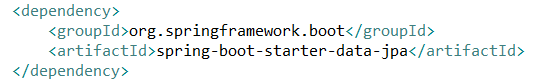 <dependency>
<groupId>org.springframework.boot</groupId>
<artifactId>spring-boot-starter-data-jpa</artifactId>
</dependency>